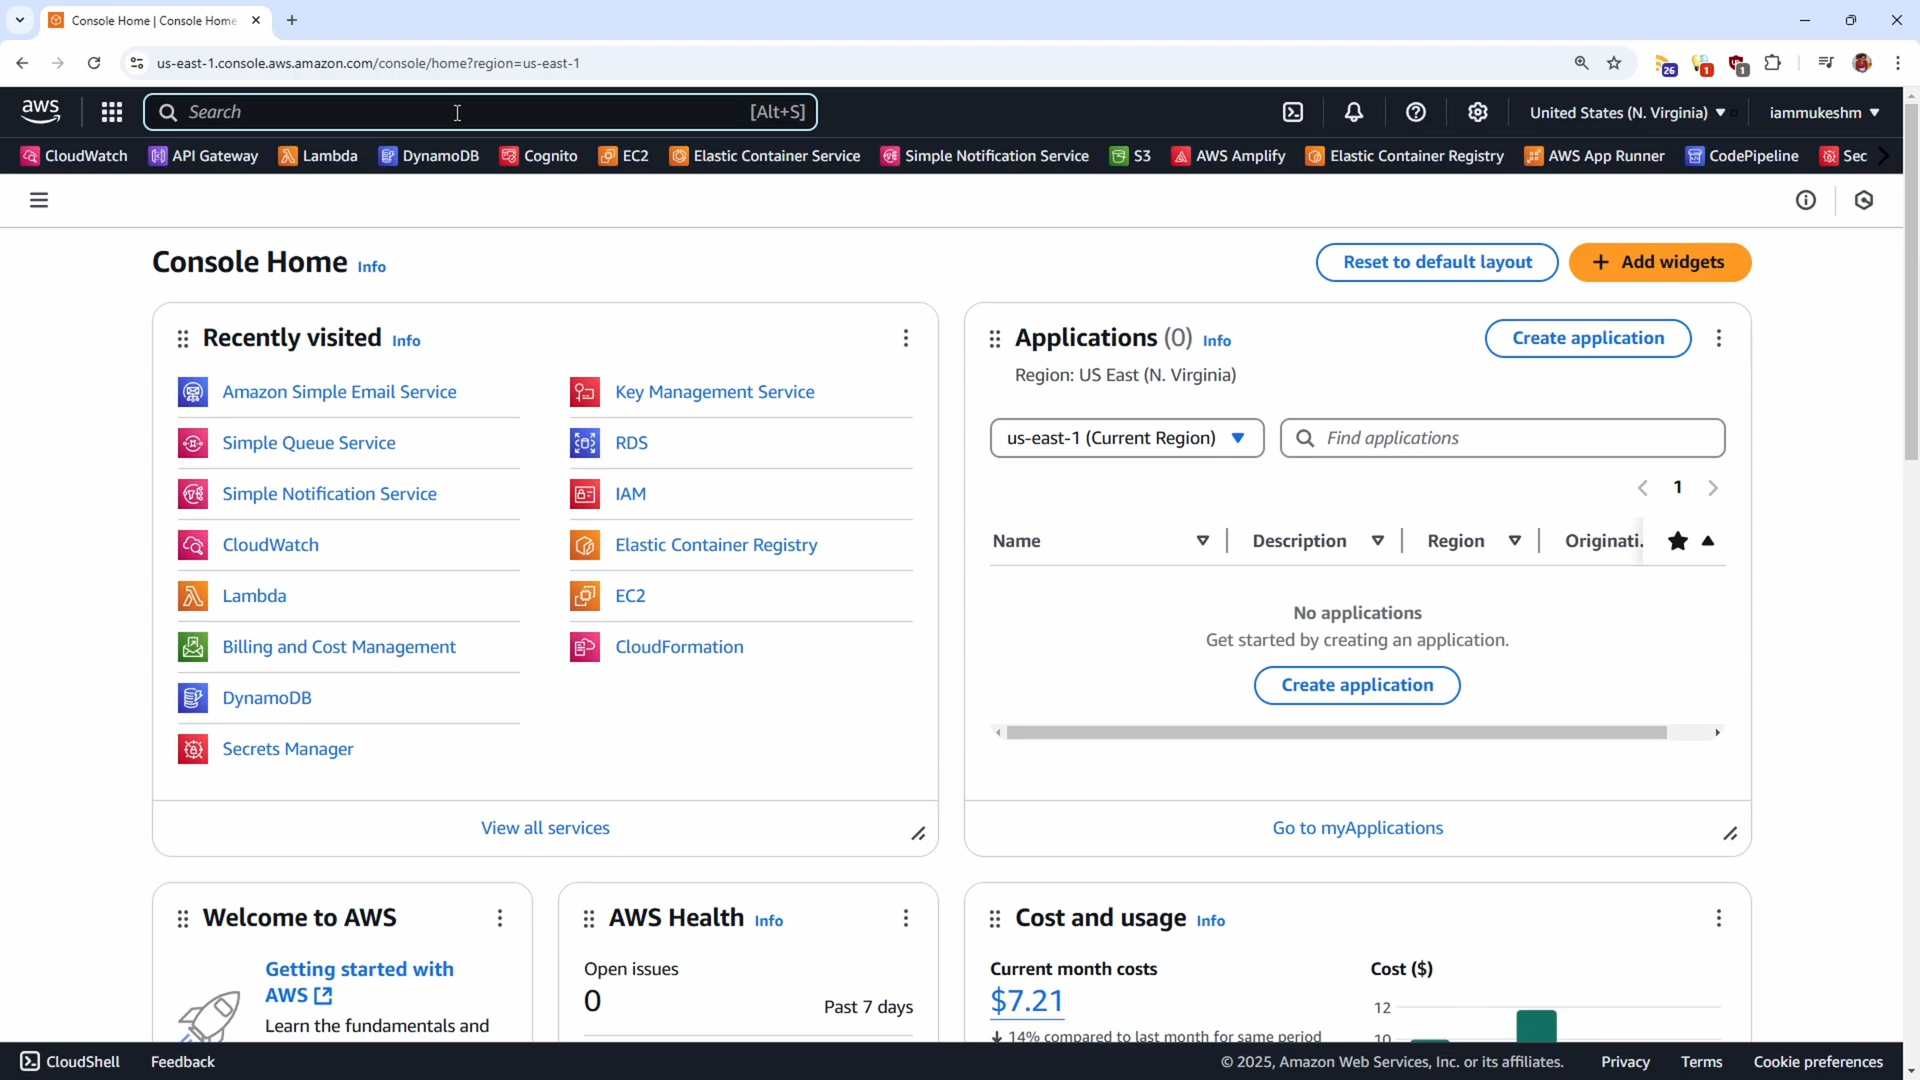 Console Home | Console Home
us-east-1.console.aws.amazon.com/console/home?region=us-east-1
26
1
1
aws
Search
[Alt+S]
United States (N. Virginia)
iammukeshm
CloudWatch
API Gateway
Lambda
DynamoDB
Cognito
EC2
Elastic Container Service
Simple Notification Service
S3
AWS Amplify
Elastic Container Registry
AWS App Runner
CodePipeline
Sec
Console Home Info
Reset to default layout
+ Add widgets
Recently visited Info
Amazon Simple Email Service
Simple Queue Service
Simple Notification Service
CloudWatch
Lambda
Billing and Cost Management
DynamoDB
Secrets Manager
Key Management Service
RDS
IAM
Elastic Container Registry
EC2
CloudFormation
View all services
Applications (0) Info
Create application
Region: US East (N. Virginia)
us-east-1 (Current Region)
Find applications
1
Name
Description
Region
Originati.
No applications
Get started by creating an application.
Create application
Go to myApplications
Welcome to AWS
Getting started with
AWS
Learn the fundamentals and
AWS Health Info
Open issues
0
Past 7 days
Cost and usage Info
Current month costs
$7.21
14% compared to last month for same period
Cost ($)
12
10
CloudShell
Feedback
© 2025, Amazon Web Services, Inc. or its affiliates.
Privacy
Terms
Cookie preferences